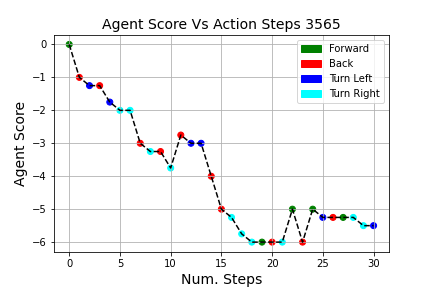 Agent Score Vs Action Steps 3565
Forward
Back
Turn Left
Turn Right
Agent Score
0
−1
−2
−3
−4
−5
−6
0 5 10 15 20 25 30
Num. Steps